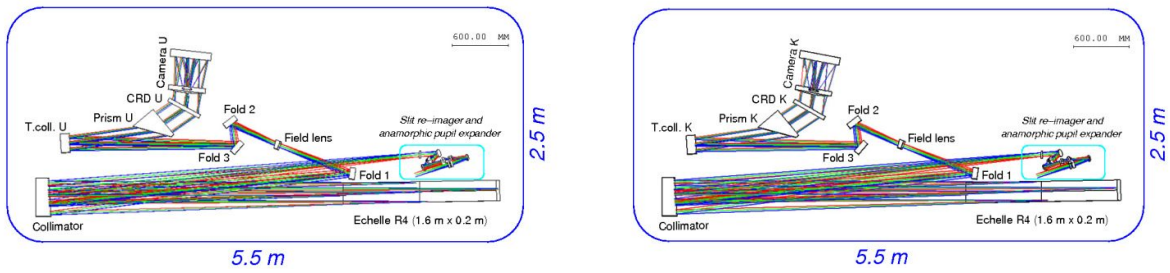 Camera U
600.00 MM
CRD U
Prism U
Fold 2
T.coll. U
Field lens
Fold 3
Slit re-imager and
anamorphic pupil expander
Fold 1
Echelle R4 (1.6 m x 0.2 m)
Collimator
2.5 m
5.5 m
Camera K
600.00 MM
CRD K
Prism K
Fold 2
T.coll. K
Field lens
Fold 3
Slit re-imager and
anamorphic pupil expander
Fold 1
Echelle R4 (1.6 m x 0.2 m)
Collimator
2.5 m
5.5 m